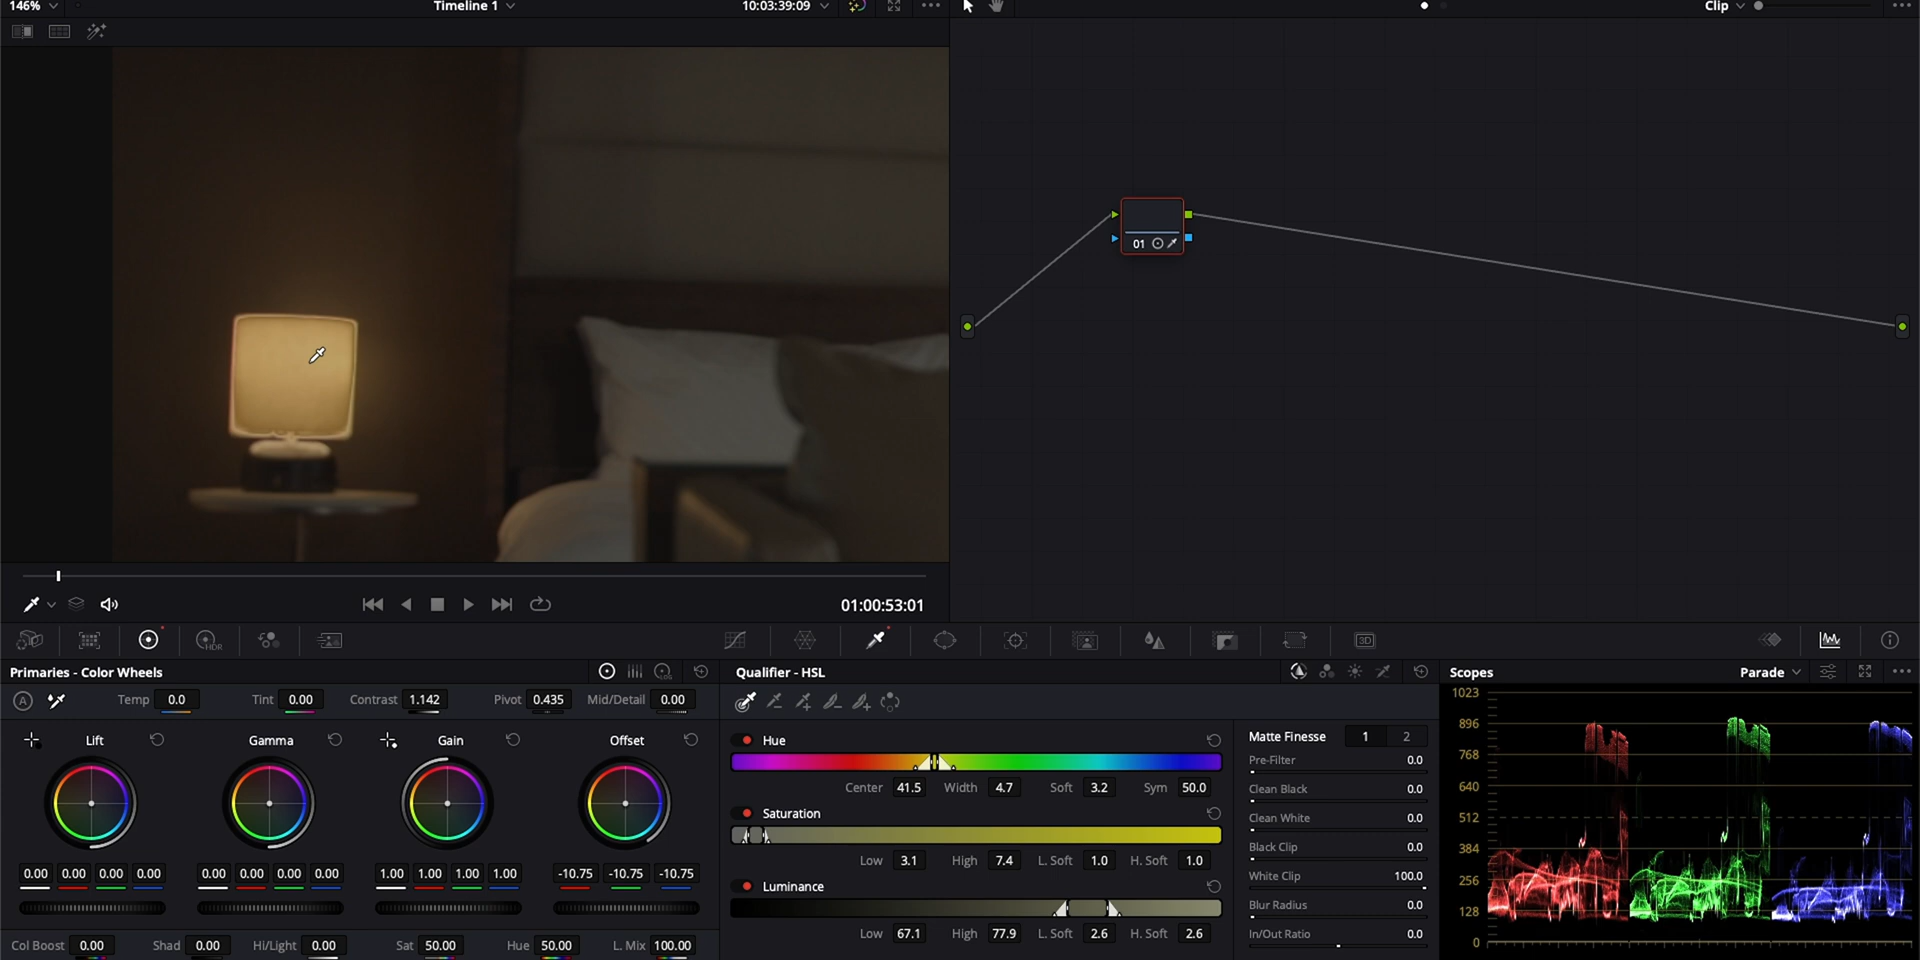 146% Timeline 1 10:03:39:09 Clip
01
01:00:53:01
HDR 3D
Primaries - Color Wheels Qualifier - HSL Scopes Parade
A Temp 0.0 Tint 0.00 Contrast 1.142 Pivot 0.435 Mid/Detail 0.00
LOG
Lift Gamma Gain Offset
0.00 0.00 0.00 0.00 0.00 0.00 0.00 0.00 1.00 1.00 1.00 1.00 -10.75 -10.75 -10.75
Col Boost 0.00 Shad 0.00 Hi/Light 0.00 Sat 50.00 Hue 50.00 L. Mix 100.00
Hue
Center 41.5 Width 4.7 Soft 3.2 Sym 50.0
Saturation
Low 3.1 High 7.4 L. Soft 1.0 H. Soft 1.0
Luminance
Low 67.1 High 77.9 L. Soft 2.6 H. Soft 2.6
Matte Finesse 1 2
Pre-Filter 0.0
Clean Black 0.0
Clean White 0.0
Black Clip 0.0
White Clip 100.0
Blur Radius 0.0
In/Out Ratio 0.0
1023
896
768
640
512
384
256
128
0